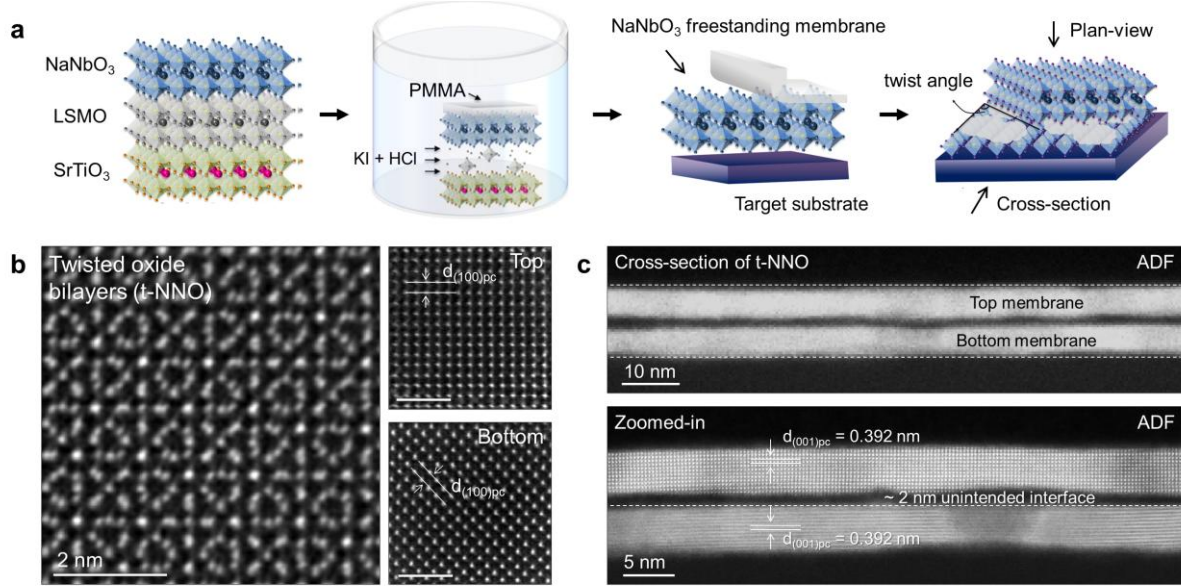 a
NaNbO₃
LSMO
SrTiO₃
PMMA
KI + HCl
NaNbO₃ freestanding membrane
Target substrate
twist angle
Plan-view
Cross-section
b
Twisted oxide
bilayers (t-NNO)
2 nm
Top
d(100)pc
Bottom
d(100)pc
c
Cross-section of t-NNO
ADF
Top membrane
Bottom membrane
10 nm
Zoomed-in
ADF
d(001)pc = 0.392 nm
~ 2 nm unintended interface
d(001)pc = 0.392 nm
5 nm